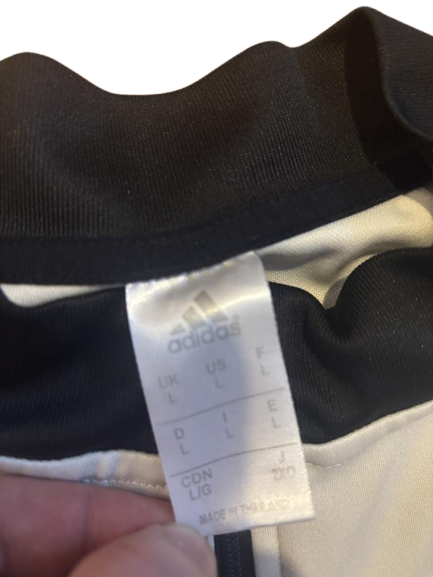 adidas
UK US F
L L L
D I E
L L L
CDN J
L/G 2XO
MADE IN THAILAND